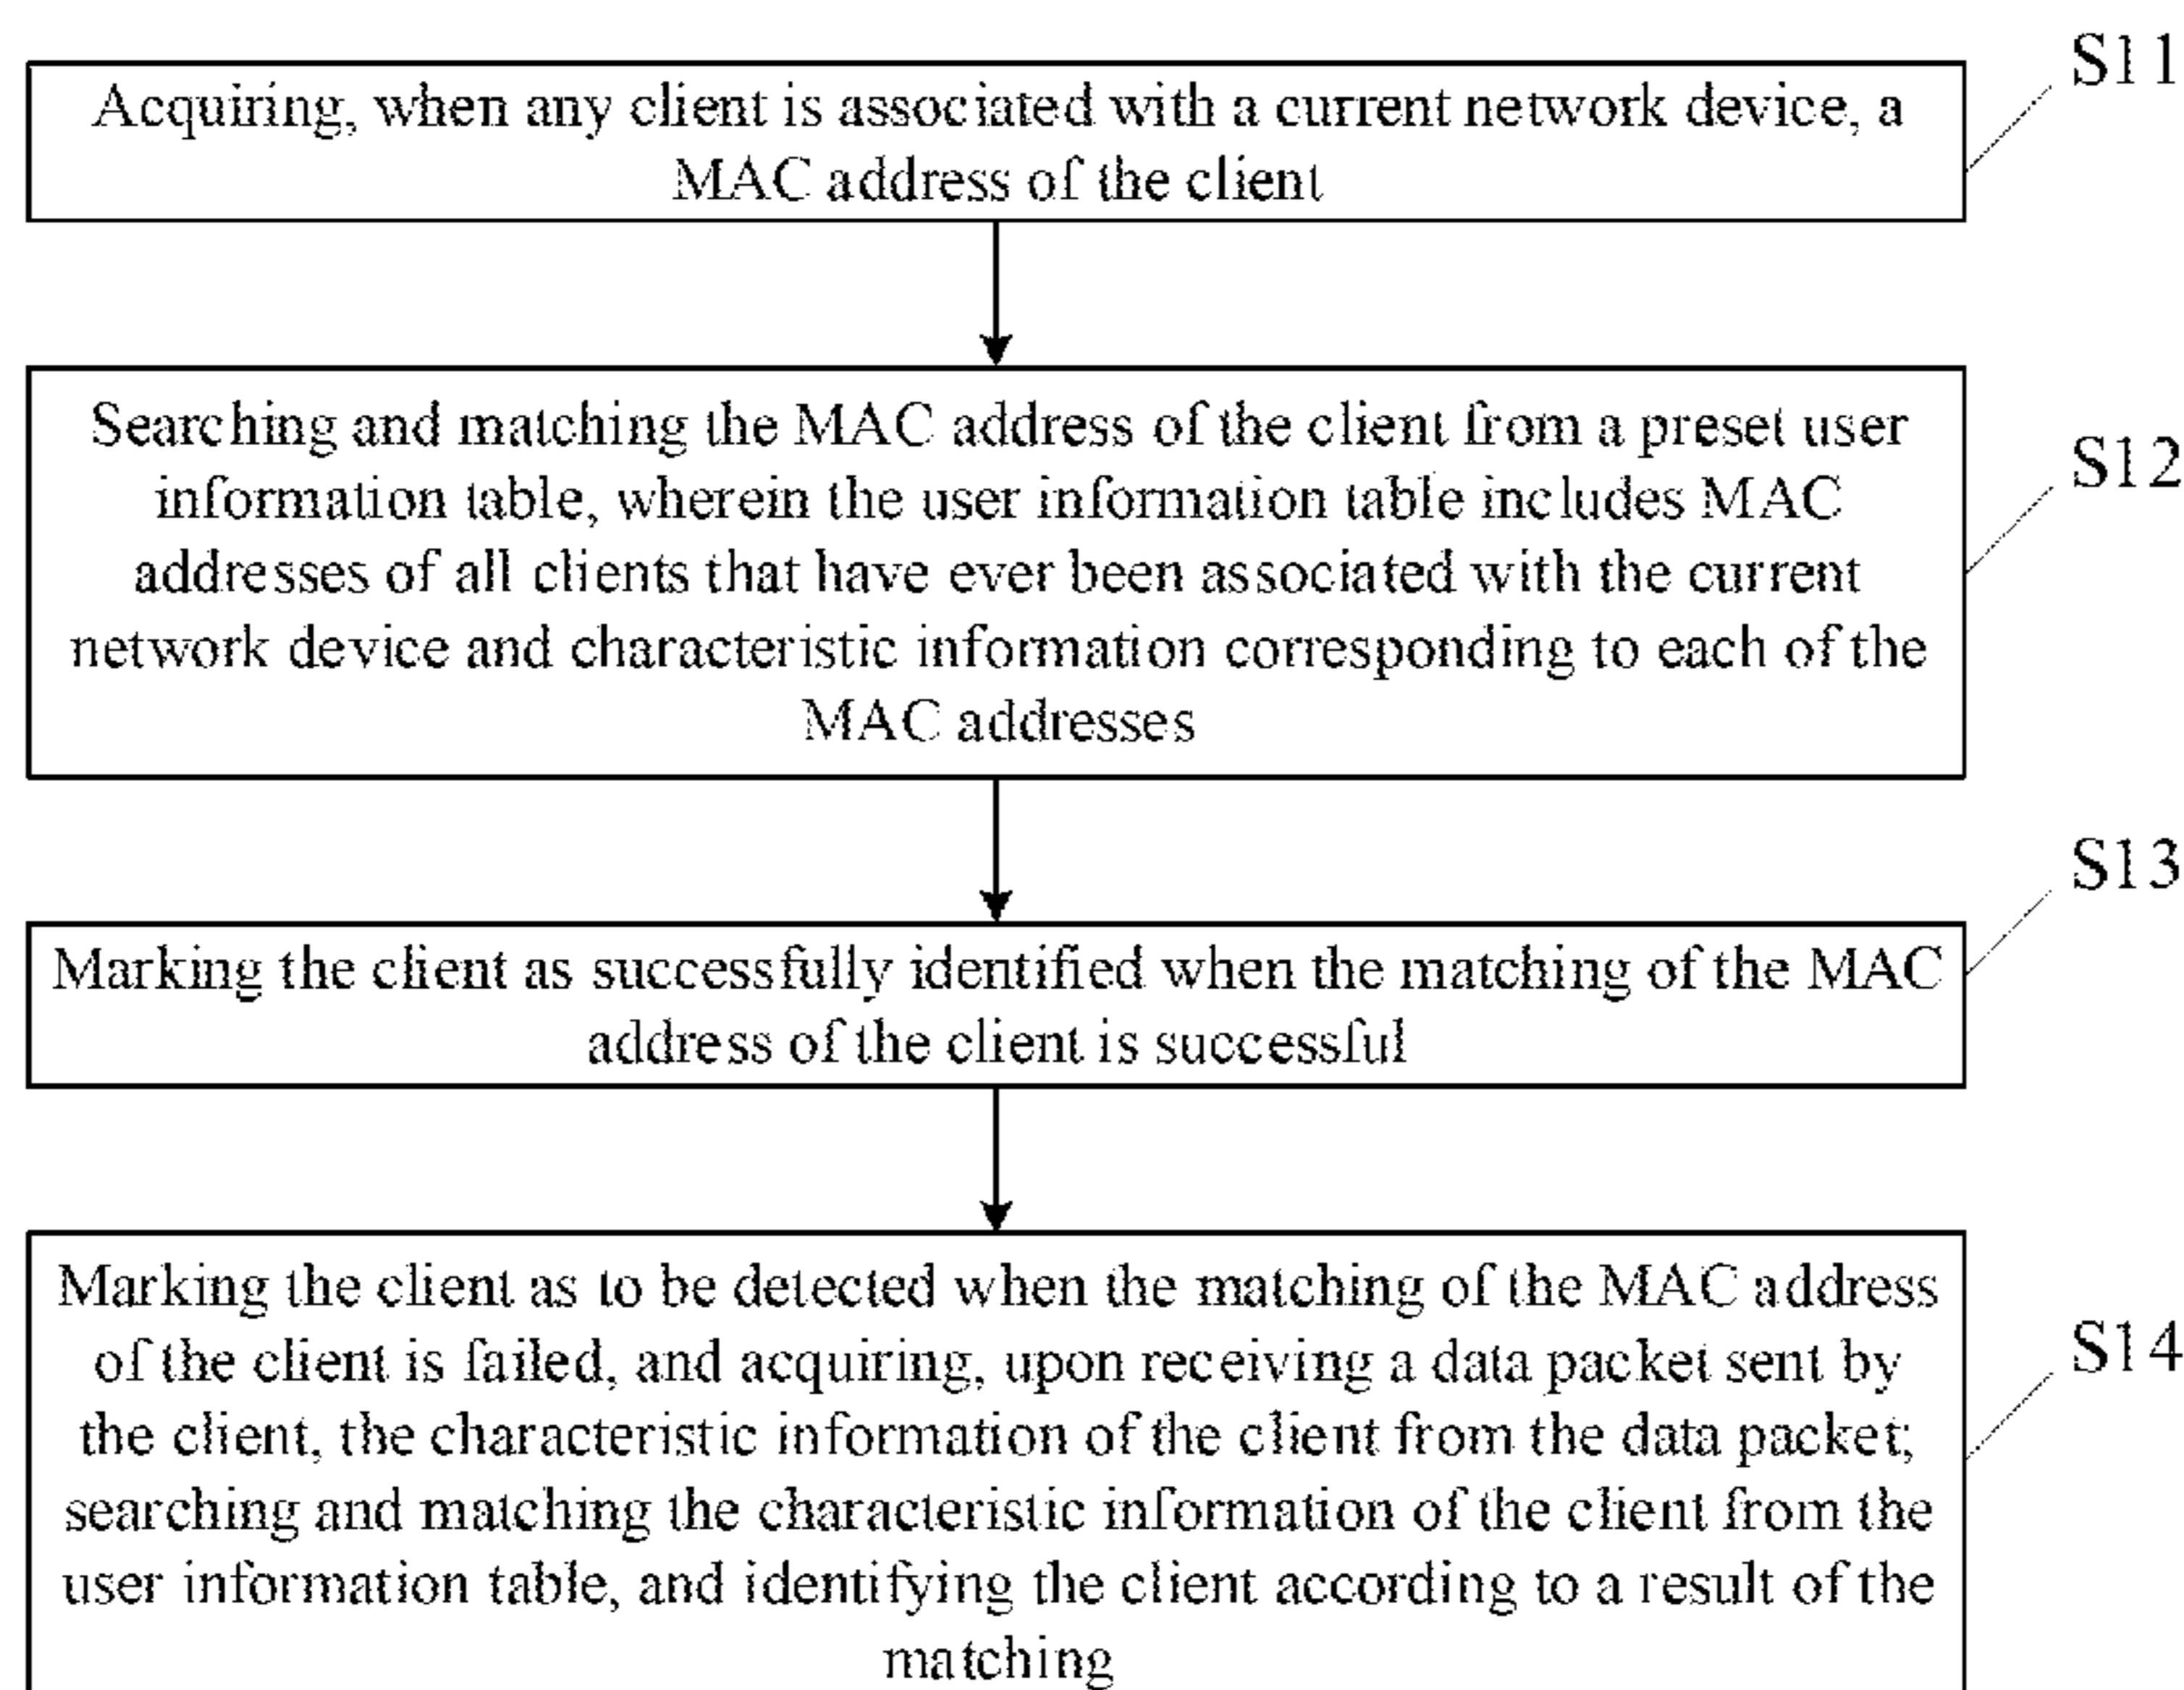 S11
Acquiring, when any client is associated with a current network device, a
MAC address of the client
S12
Searching and matching the MAC address of the client from a preset user
information table, wherein the user information table includes MAC
addresses of all clients that have ever been associated with the current
network device and characteristic information corresponding to each of the
MAC addresses
S13
Marking the client as successfully identified when the matching of the MAC
address of the client is successful
S14
Marking the client as to be detected when the matching of the MAC address
of the client is failed, and acquiring, upon receiving a data packet sent by
the client, the characteristic information of the client from the data packet;
searching and matching the characteristic information of the client from the
user information table, and identifying the client according to a result of the
matching